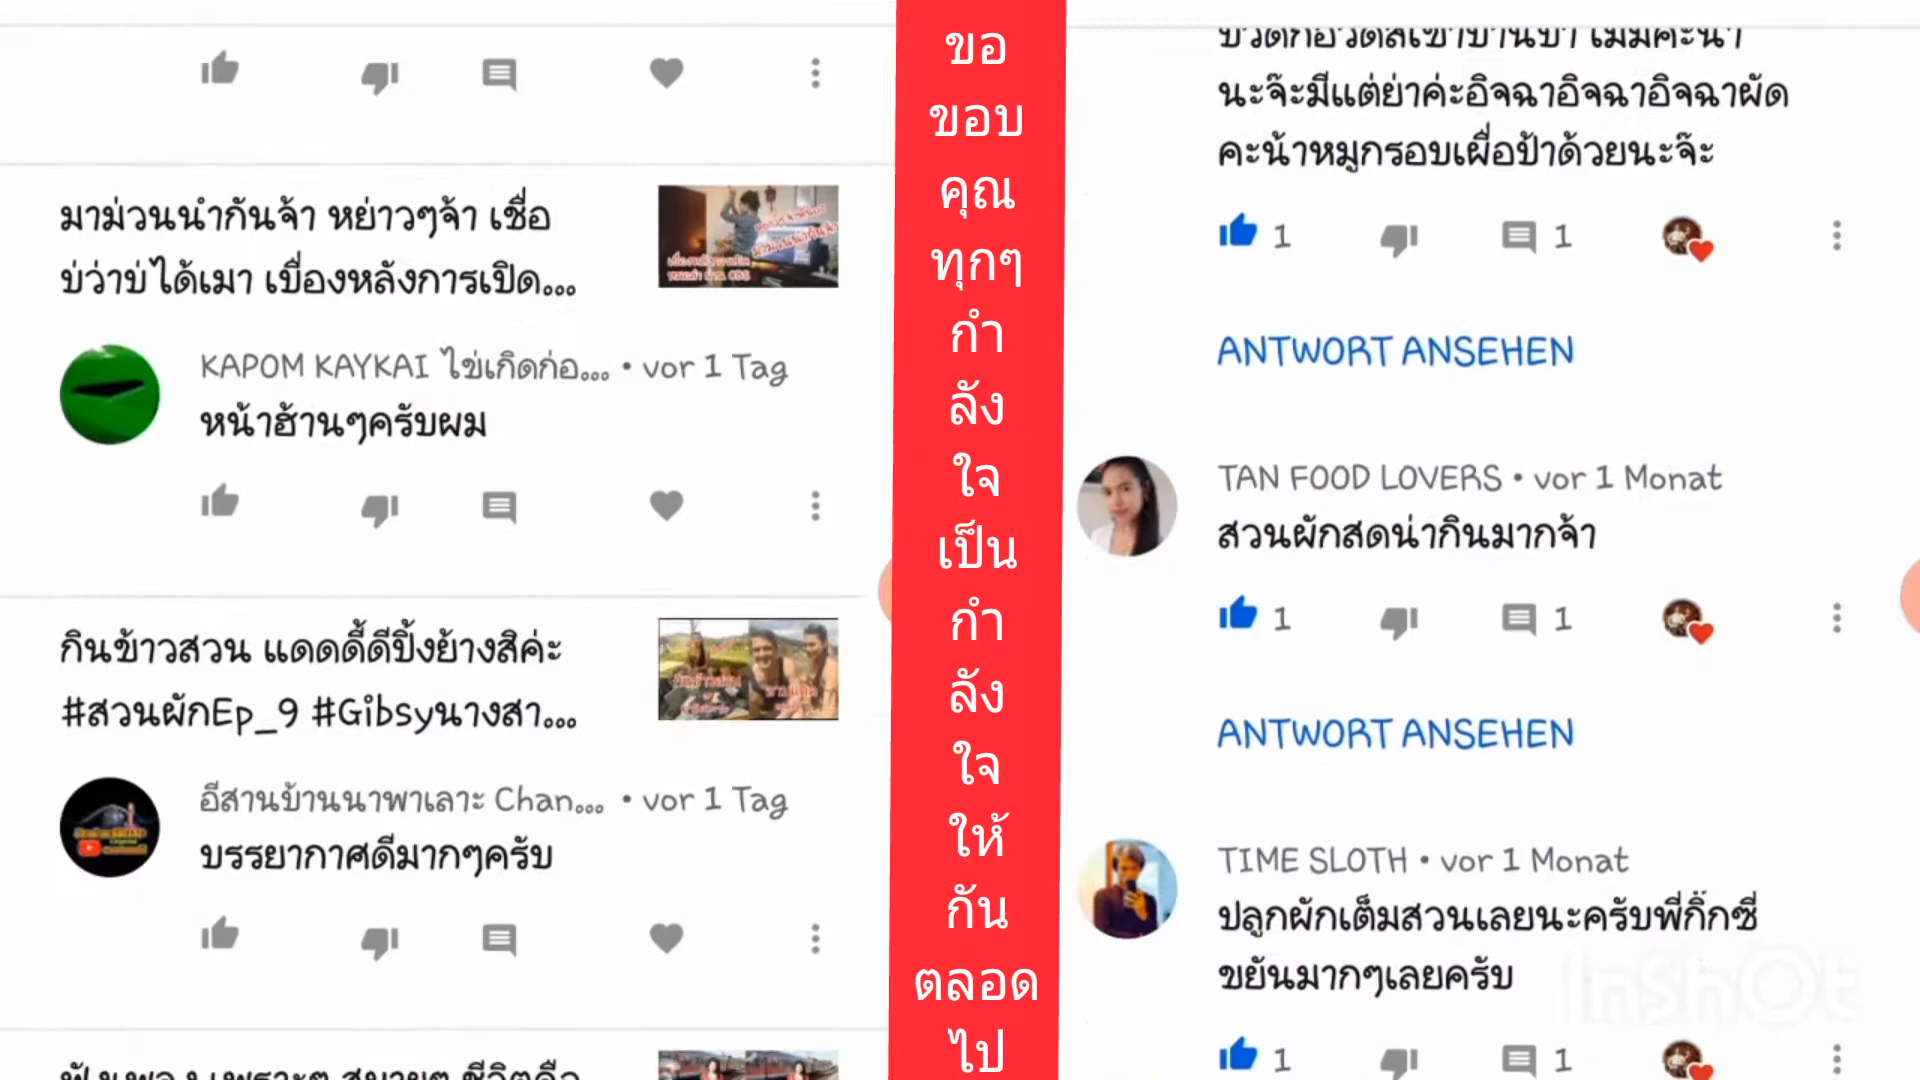 มาม่วนนำกันจ้า หย่าวๆจ้า เชื่อ
บ่ว่าบ่ได้เมา เบื่องหลังการเปิด...
KAPOM KAYKAI ไข่เกิดก่อ... • vor 1 Tag
หน้าฮ้านๆครับผม
กินข้าวสวน แดดดี้ดีปิ้งย้างสิค่ะ
#สวนผักEp_9 #Gibsyนางสา...
อีสานบ้านนาพาเลาะ Chan... • vor 1 Tag
บรรยากาศดีมากๆครับ
ขอ
ขอบ
คุณ
ทุกๆ
กำ
ลัง
ใจ
เป็น
กำ
ลัง
ใจ
ให้
กัน
ตลอด
ไป
นะจ๊ะมีแต่ย่าค่ะอิจฉาอิจฉาอิจฉาผัด
คะน้าหมูกรอบเผื่อป้าด้วยนะจ๊ะ
1 1
ANTWORT ANSEHEN
TAN FOOD LOVERS • vor 1 Monat
สวนผักสดน่ากินมากจ้า
1 1
ANTWORT ANSEHEN
TIME SLOTH • vor 1 Monat
ปลูกผักเต็มสวนเลยนะครับพี่กิ๊กซี่
ขยันมากๆเลยครับ
1 1
InShOt